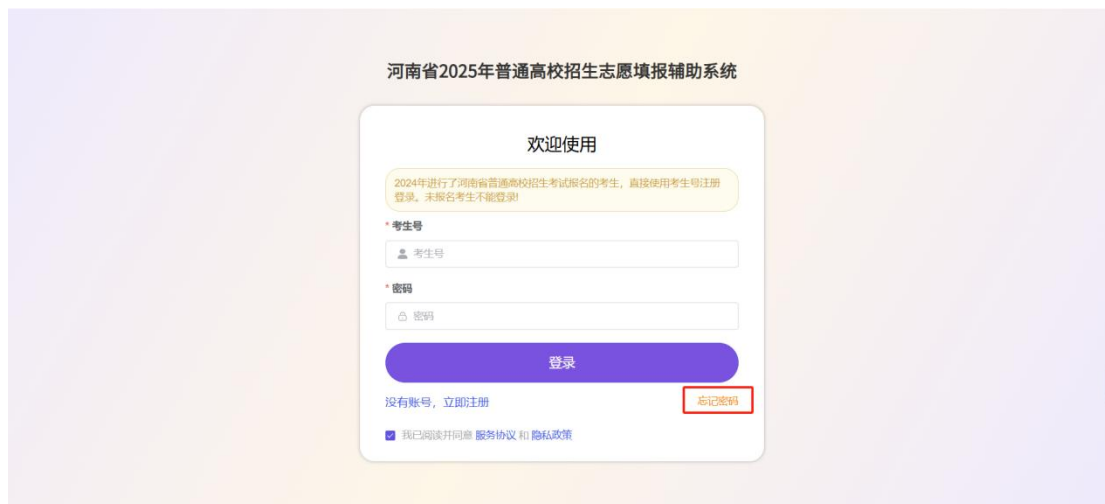 河南省2025年普通高校招生志愿填报辅助系统
欢迎使用
2024年进行了河南省普通高校招生考试报名的考生，直接使用考生号注册
登录。未报名考生不能登录!
* 考生号
考生号
* 密码
密码
登录
没有账号，立即注册
忘记密码
我已阅读并同意 服务协议 和 隐私政策